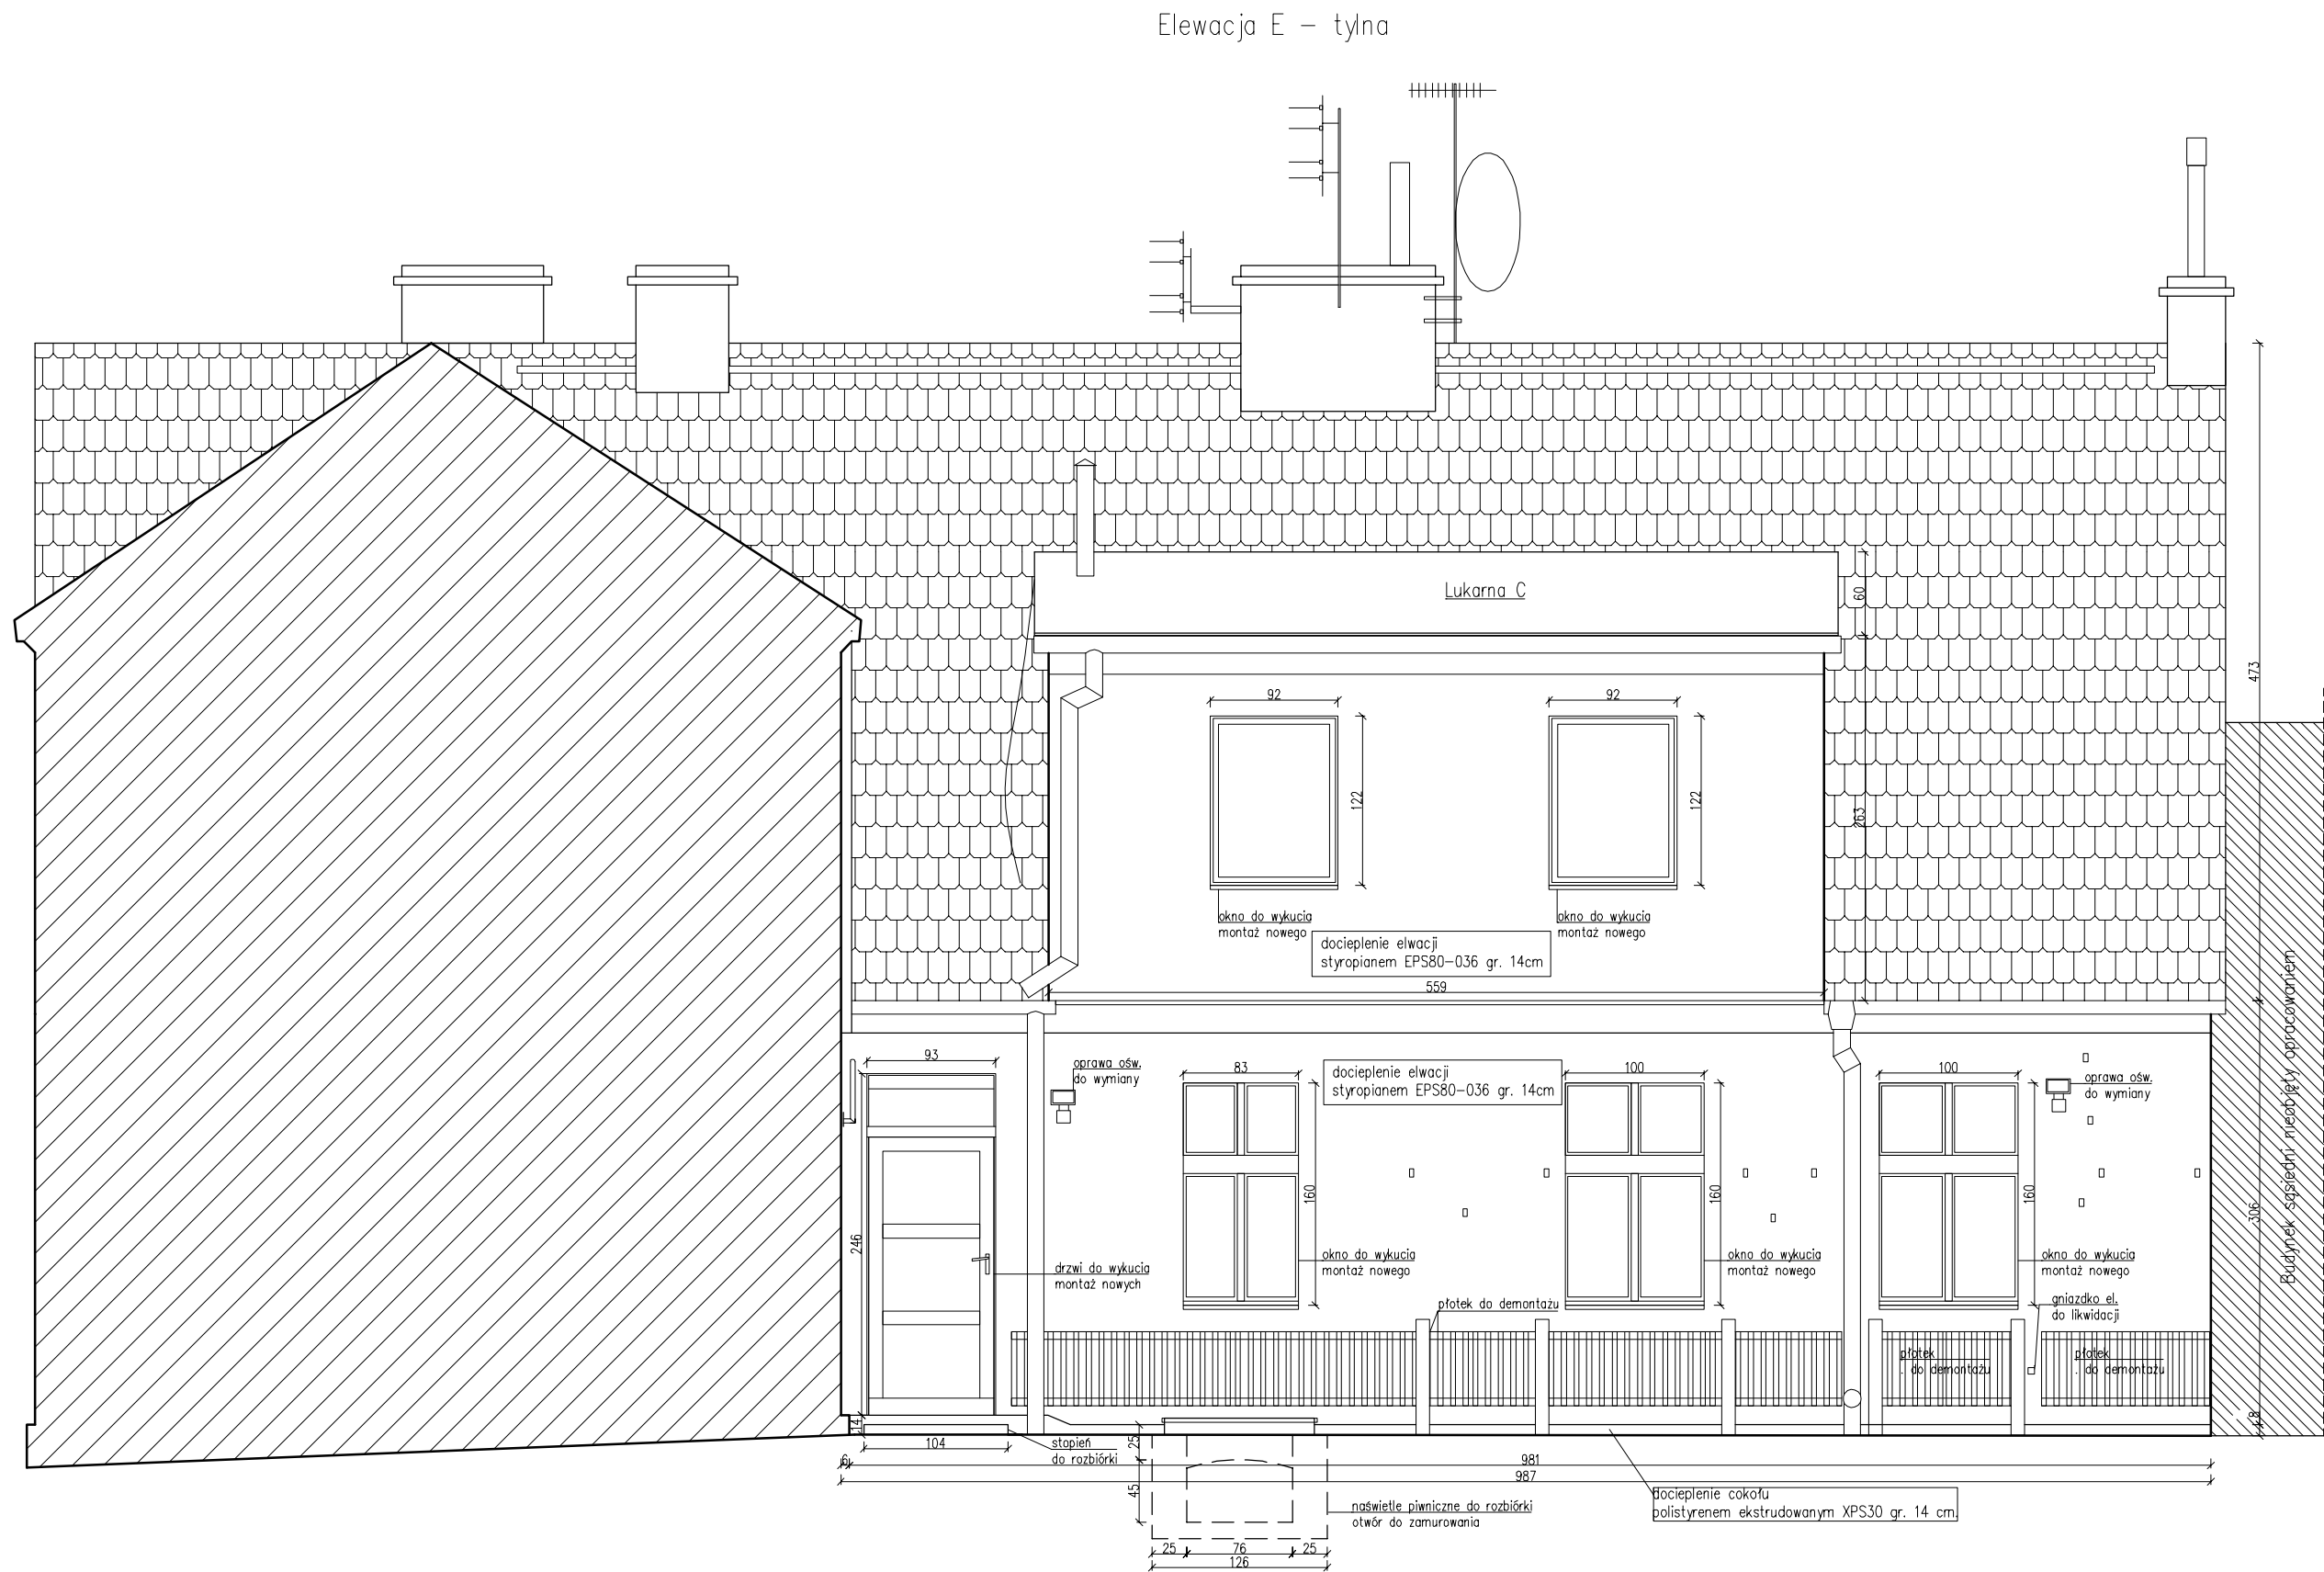 Elewacja E - tylna
Lukarna C
60
473
92
92
122
122
263
okno do wykucia
montaż nowego
okno do wykucia
montaż nowego
docieplenie elwacji
styropianem EPS80-036 gr. 14cm
559
93
oprawa ośw.
do wymiany
83
docieplenie elwacji
styropianem EPS80-036 gr. 14cm
100
100
oprawa ośw.
do wymiany
Budynek sąsiedni nieobjęty opracowaniem
246
160
160
160
306
drzwi do wykucia
montaż nowych
okno do wykucia
montaż nowego
okno do wykucia
montaż nowego
okno do wykucia
montaż nowego
płotek do demontażu
gniazdko el.
do likwidacji
płotek
. do demontażu
płotek
. do demontażu
14
8
104
stopień
do rozbiórki
25
6
981
987
45
docieplenie cokołu
polistyrenem ekstrudowanym XPS30 gr. 14 cm.
naświetle piwniczne do rozbiórki
otwór do zamurowania
25
76
25
126